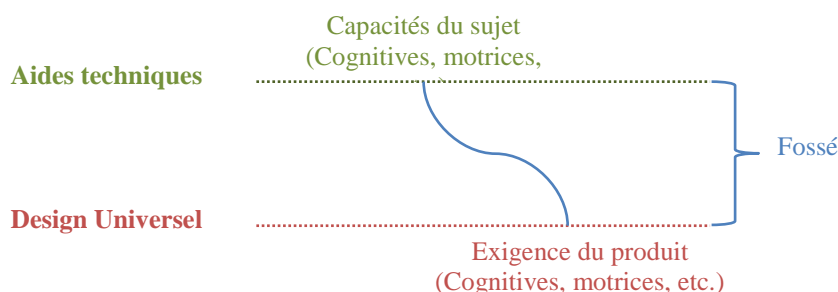 Capacités du sujet
(Cognitives, motrices,
Aides techniques
Fossé
Design Universel
Exigence du produit
(Cognitives, motrices, etc.)